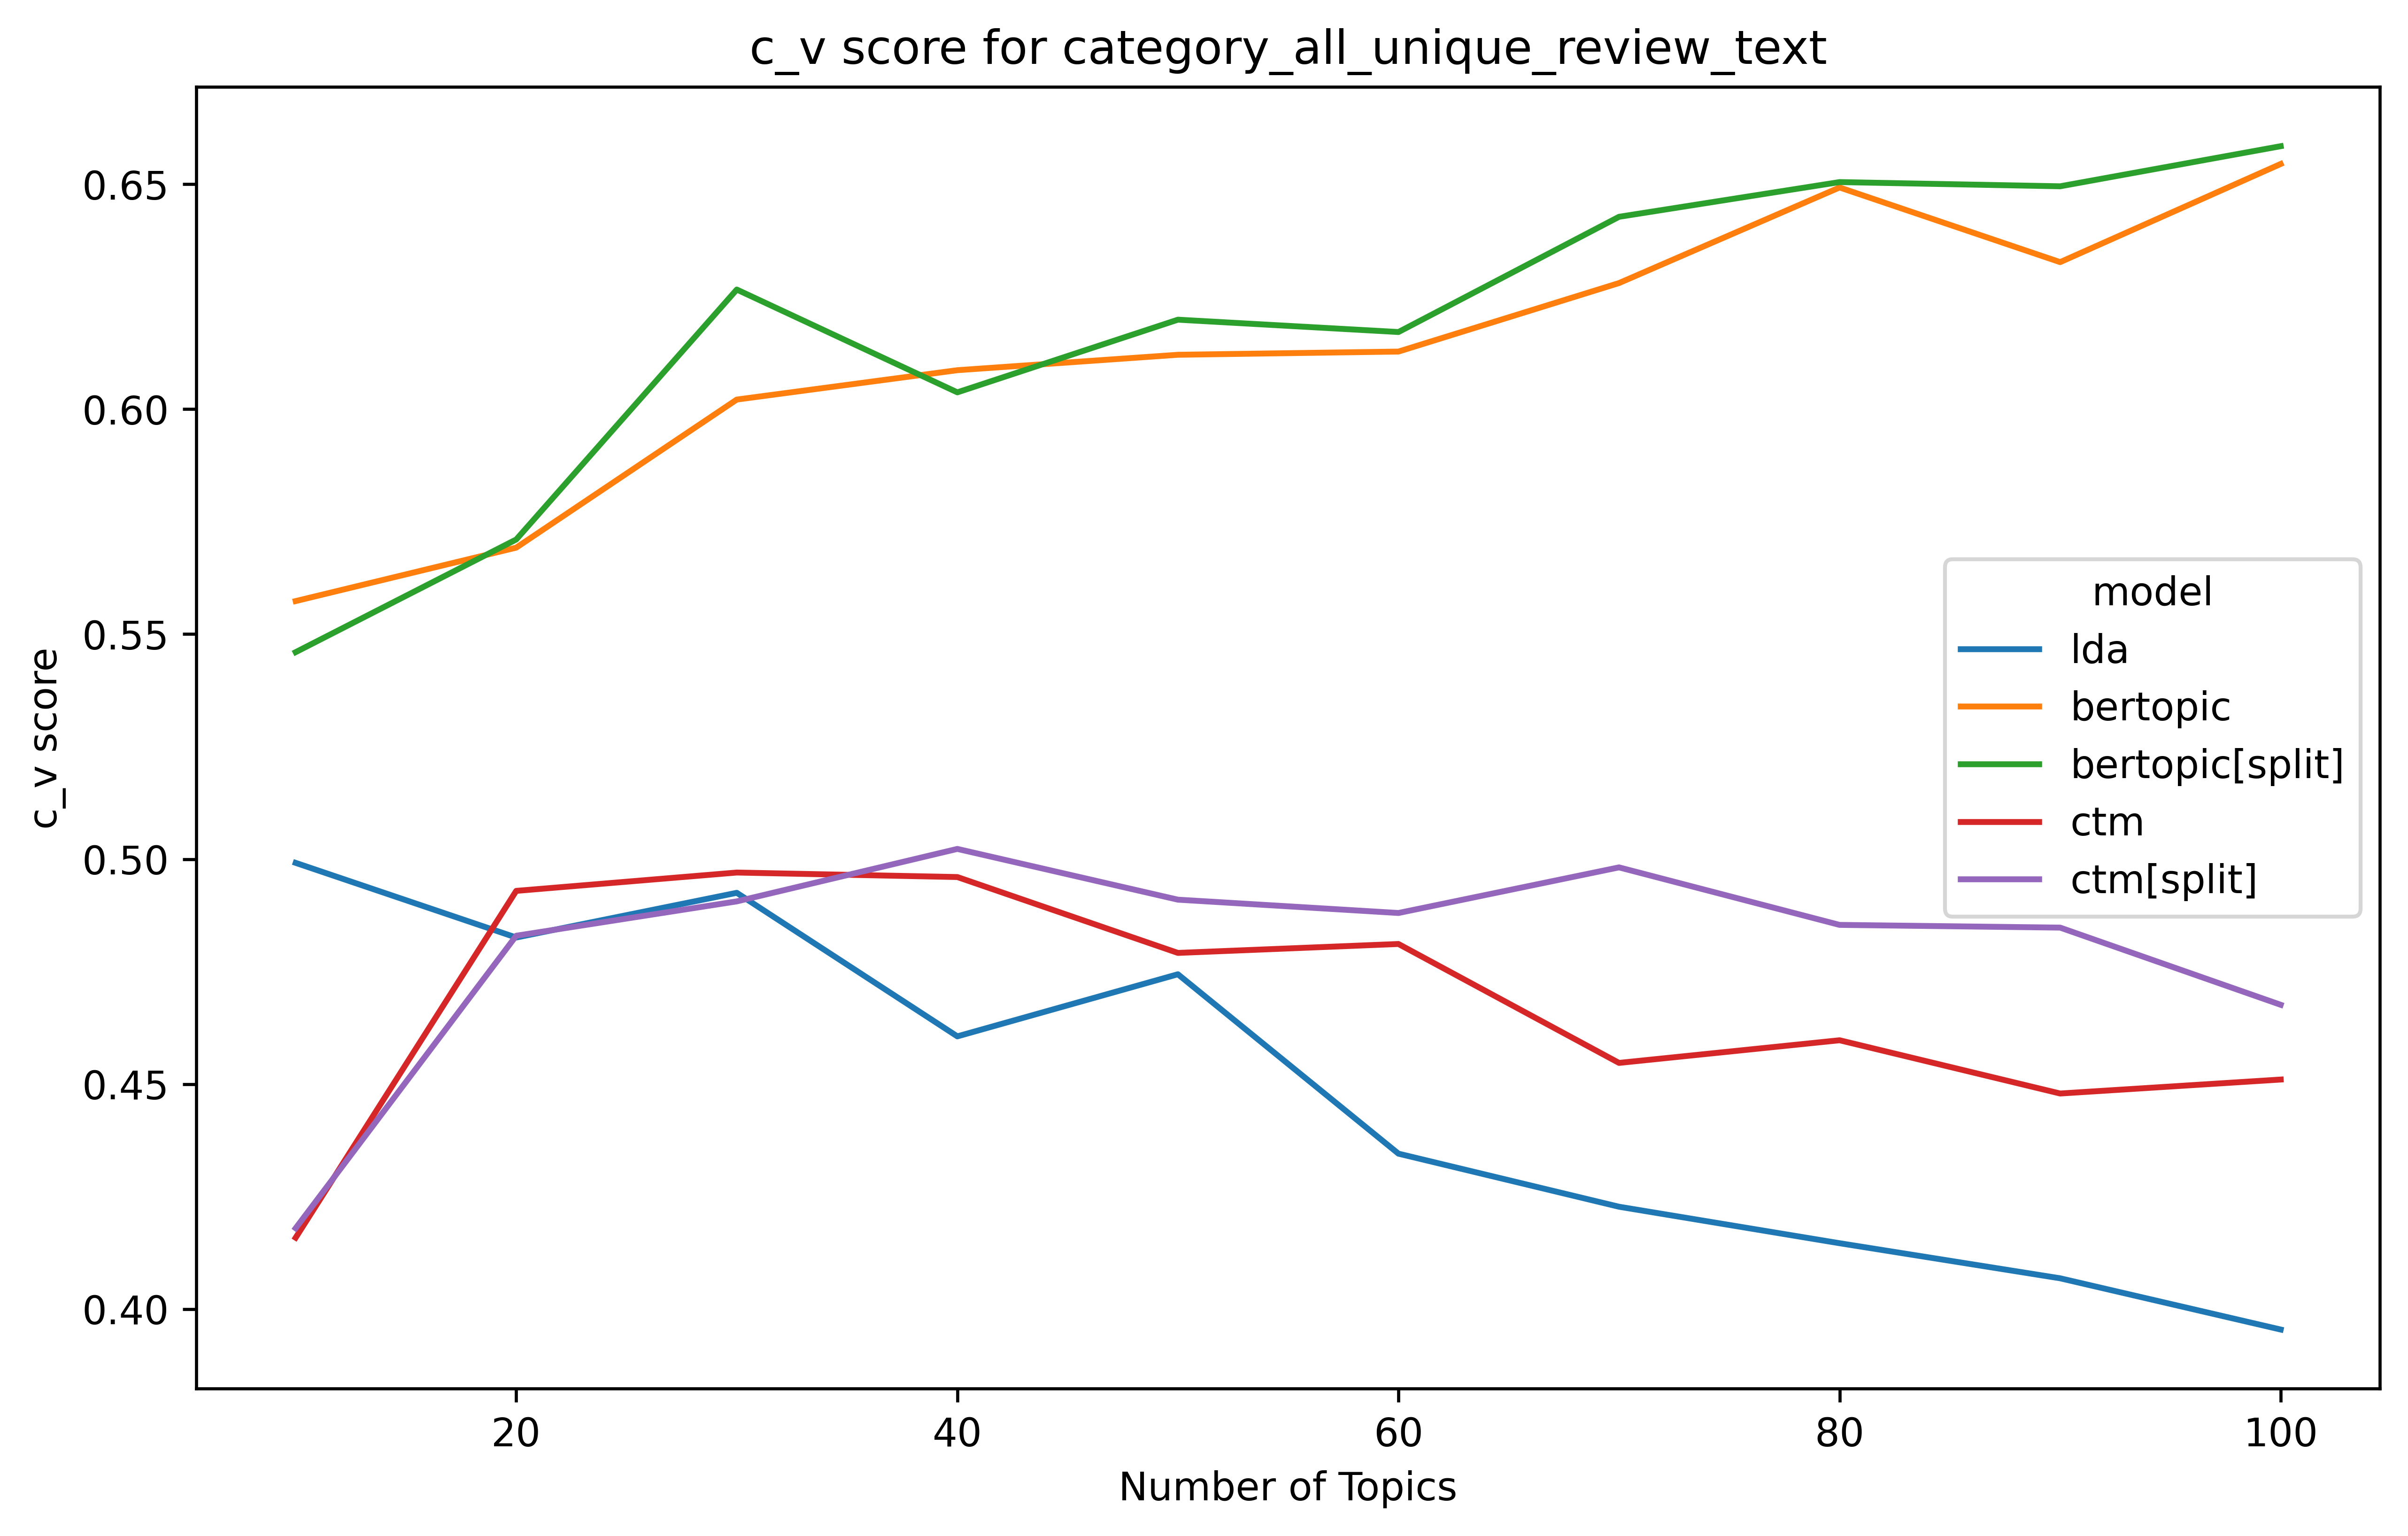 c_v score for category_all_unique_review_text
c_v score
0.65
0.60
0.55
0.50
0.45
0.40
model
lda
bertopic
bertopic[split]
ctm
ctm[split]
20
40
60
80
100
Number of Topics